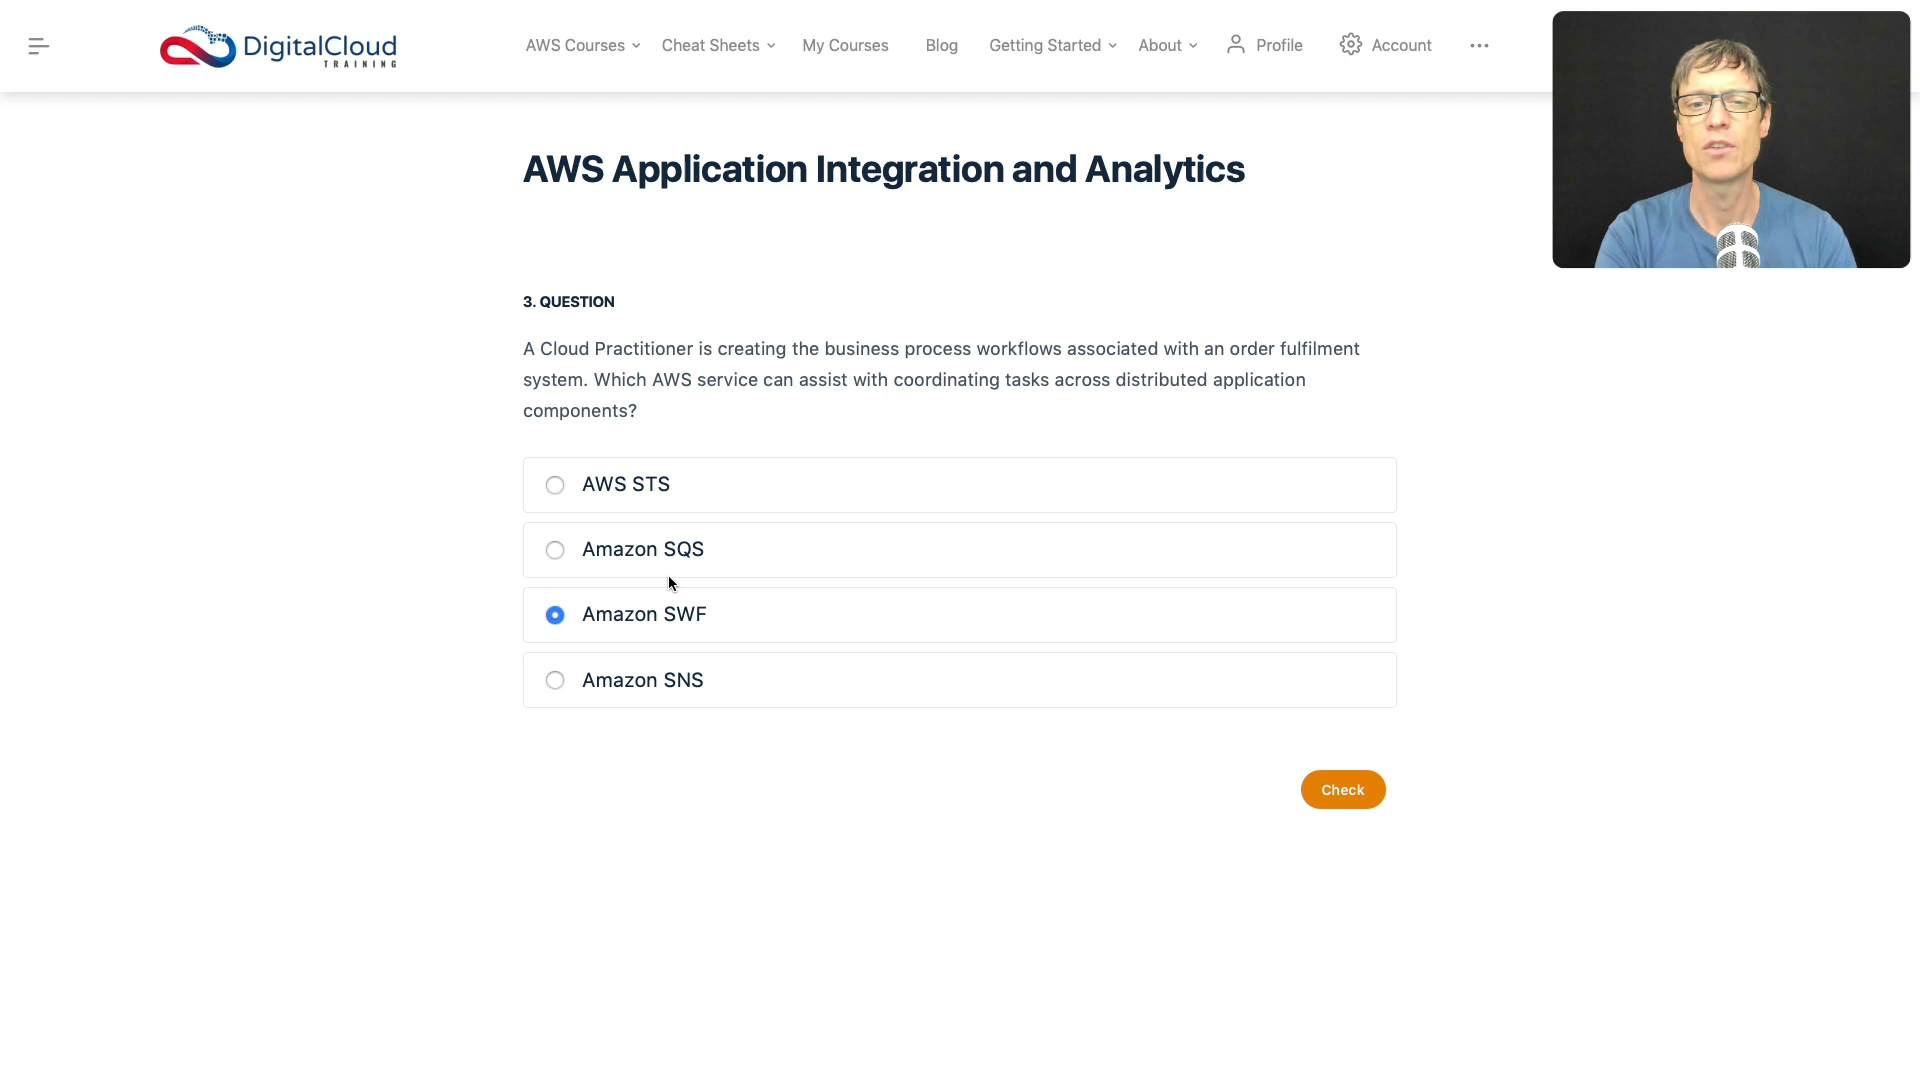 DigitalCloud
TRAINING
AWS Courses
Cheat Sheets
My Courses
Blog
Getting Started
About
Profile
Account
AWS Application Integration and Analytics
3. QUESTION
A Cloud Practitioner is creating the business process workflows associated with an order fulfilment
system. Which AWS service can assist with coordinating tasks across distributed application
components?
AWS STS
Amazon SQS
Amazon SWF
Amazon SNS
Check